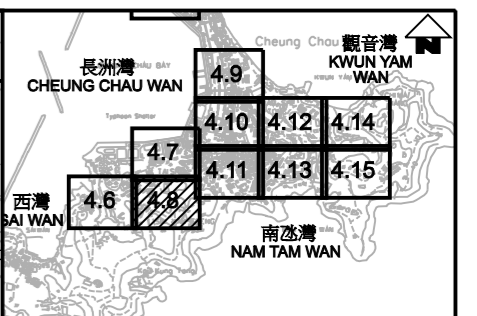 Cheung Chau
觀音灣
KWUN YAM
WAN
N
長洲灣
CHEUNG CHAU WAN
4.9
Typhoon Shelter
4.10
4.12
4.14
4.7
4.11
4.13
4.15
4.6
4.8
西灣
SAI WAN
南氹灣
NAM TAM WAN